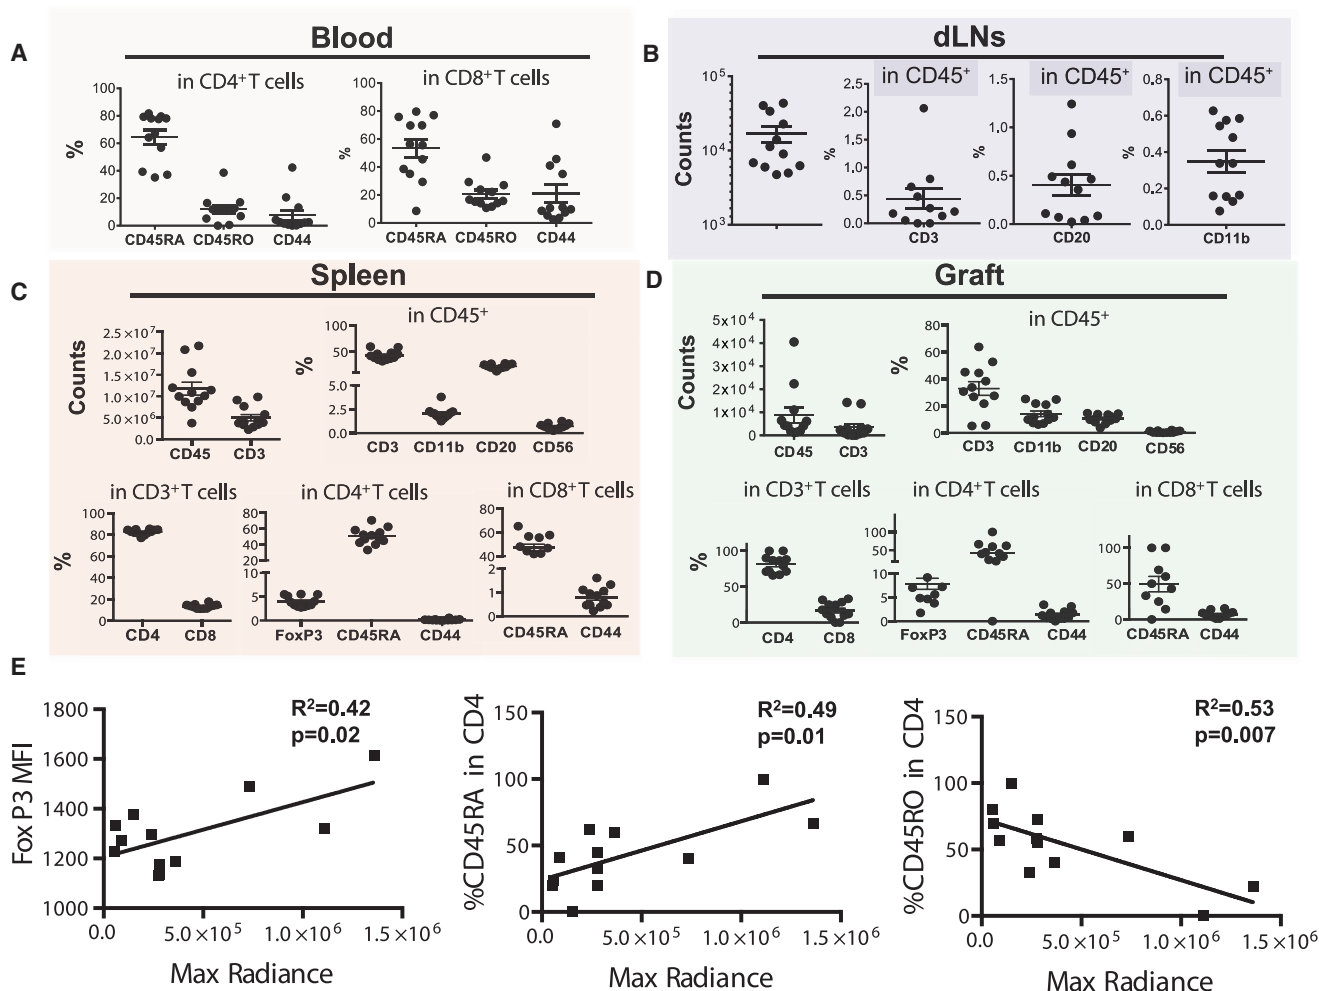 A
Blood
in CD4⁺T cells
%
100
80
60
40
20
0
CD45RA CD45RO CD44
in CD8⁺T cells
%
100
80
60
40
20
0
CD45RA CD45RO CD44
B
dLNs
Counts
10⁵
10⁴
10³
in CD45⁺
%
2.5
2.0
1.5
1.0
0.5
0.0
CD3
in CD45⁺
%
1.5
1.0
0.5
0.0
CD20
in CD45⁺
%
0.8
0.6
0.4
0.2
0.0
CD11b
C
Spleen
Counts
2.5×10⁷
2.0×10⁷
1.5×10⁷
1.0×10⁷
5.0×10⁶
0.0
CD45 CD3
in CD45⁺
%
100
50
5.0
2.5
0.0
CD3 CD11b CD20 CD56
in CD3⁺T cells
%
100
80
60
40
20
0
CD4 CD8
in CD4⁺T cells
80
60
40
20
10
5
0
FoxP3 CD45RA CD44
in CD8⁺T cells
80
60
40
2
1
0
CD45RA CD44
D
Graft
Counts
5x10⁴
4x10⁴
3x10⁴
2x10⁴
1x10⁴
0
CD45 CD3
in CD45⁺
%
80
60
40
20
0
CD3 CD11b CD20 CD56
in CD3⁺T cells
%
100
50
0
CD4 CD8
in CD4⁺T cells
100
50
10
5
0
FoxP3 CD45RA CD44
in CD8⁺T cells
100
50
0
CD45RA CD44
E
FoxP3 MFI
1800
1600
1400
1200
1000
R²=0.42
p=0.02
0.0 5.0×10⁵ 1.0×10⁶ 1.5×10⁶
Max Radiance
%CD45RA in CD4
150
100
50
0
R²=0.49
p=0.01
0.0 5.0×10⁵ 1.0×10⁶ 1.5×10⁶
Max Radiance
%CD45RO in CD4
150
100
50
0
R²=0.53
p=0.007
0.0 5.0×10⁵ 1.0×10⁶ 1.5×10⁶
Max Radiance